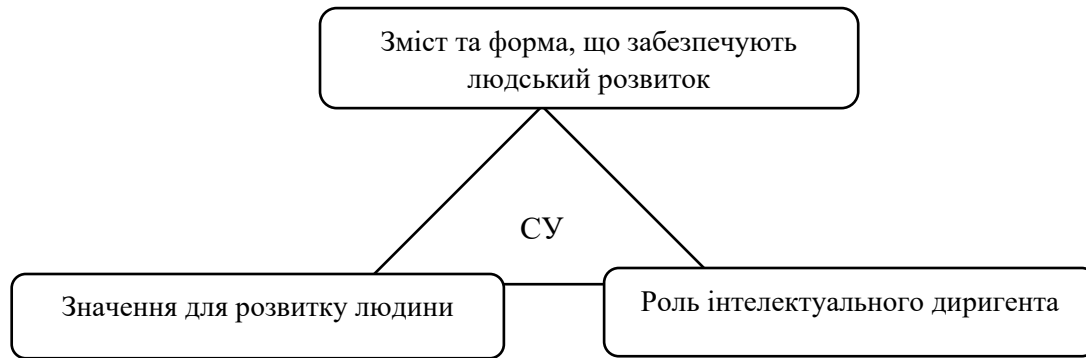 Зміст та форма, що забезпечують
людський розвиток
СУ
Значення для розвитку людини
Роль інтелектуального диригента